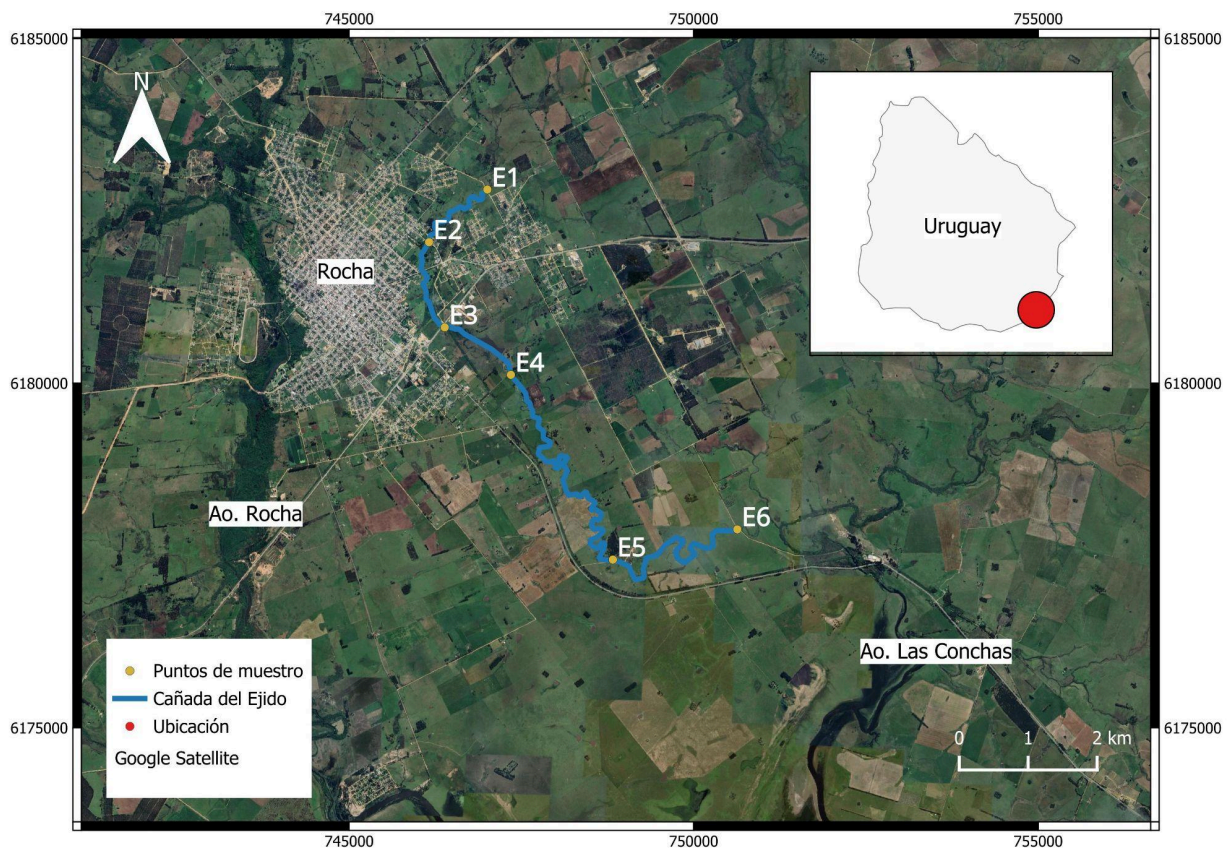 745000
750000
755000
6185000
6185000
N
Uruguay
E1
E2
Rocha
E3
E4
6180000
6180000
Ao. Rocha
E6
E5
Ao. Las Conchas
Puntos de muestro
Cañada del Ejido
Ubicación
Google Satellite
6175000
6175000
0 1 2 km
745000
750000
755000